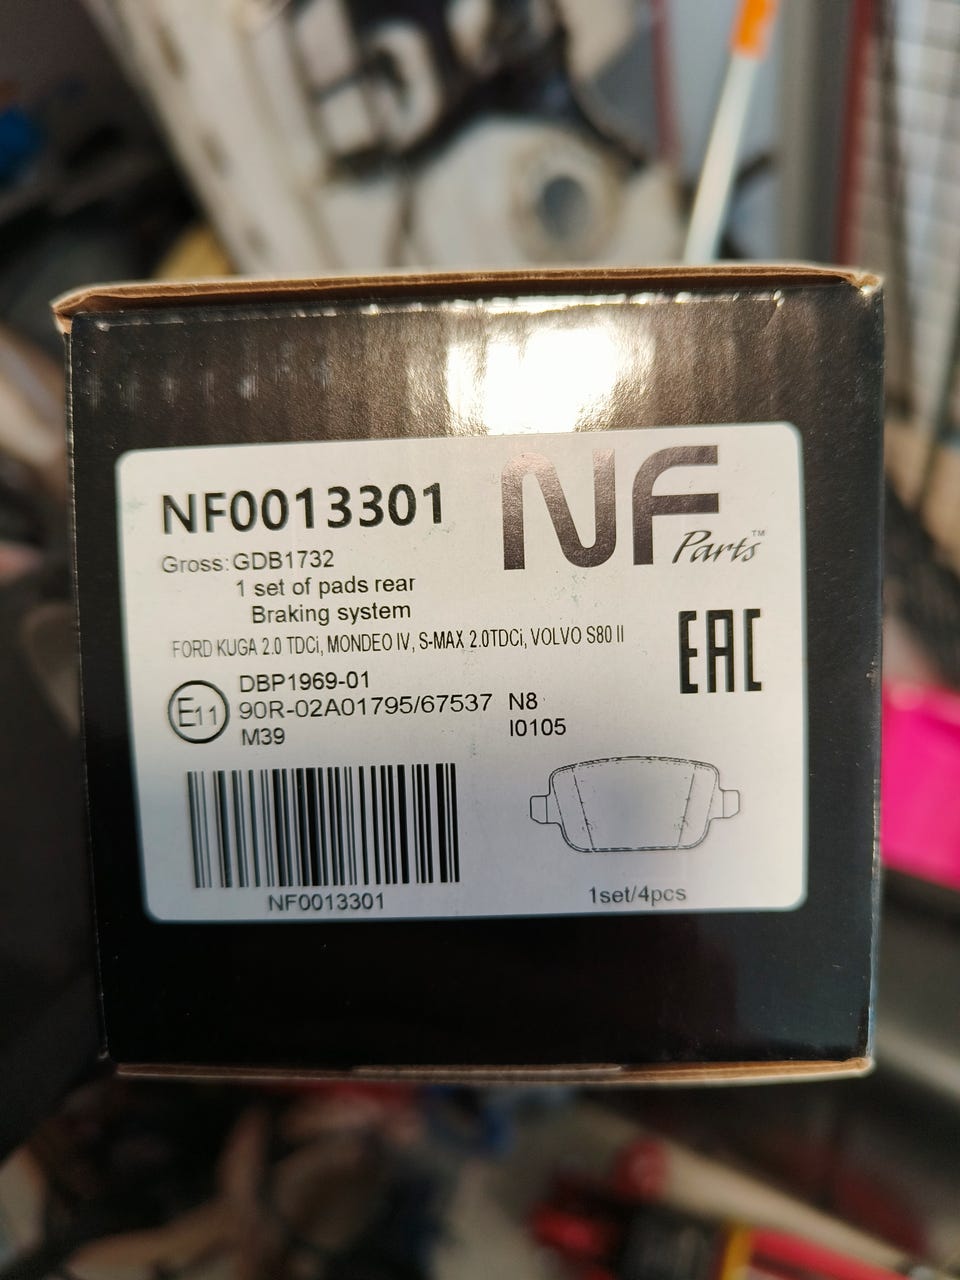 NF0013301
NF
Parts™
Gross: GDB1732
1 set of pads rear
Braking system
FORD KUGA 2.0 TDCi, MONDEO IV, S-MAX 2.0TDCi, VOLVO S80 II
EAC
E11
DBP1969-01
90R-02A01795/67537 N8
M39 I0105
NF0013301
1set/4pcs